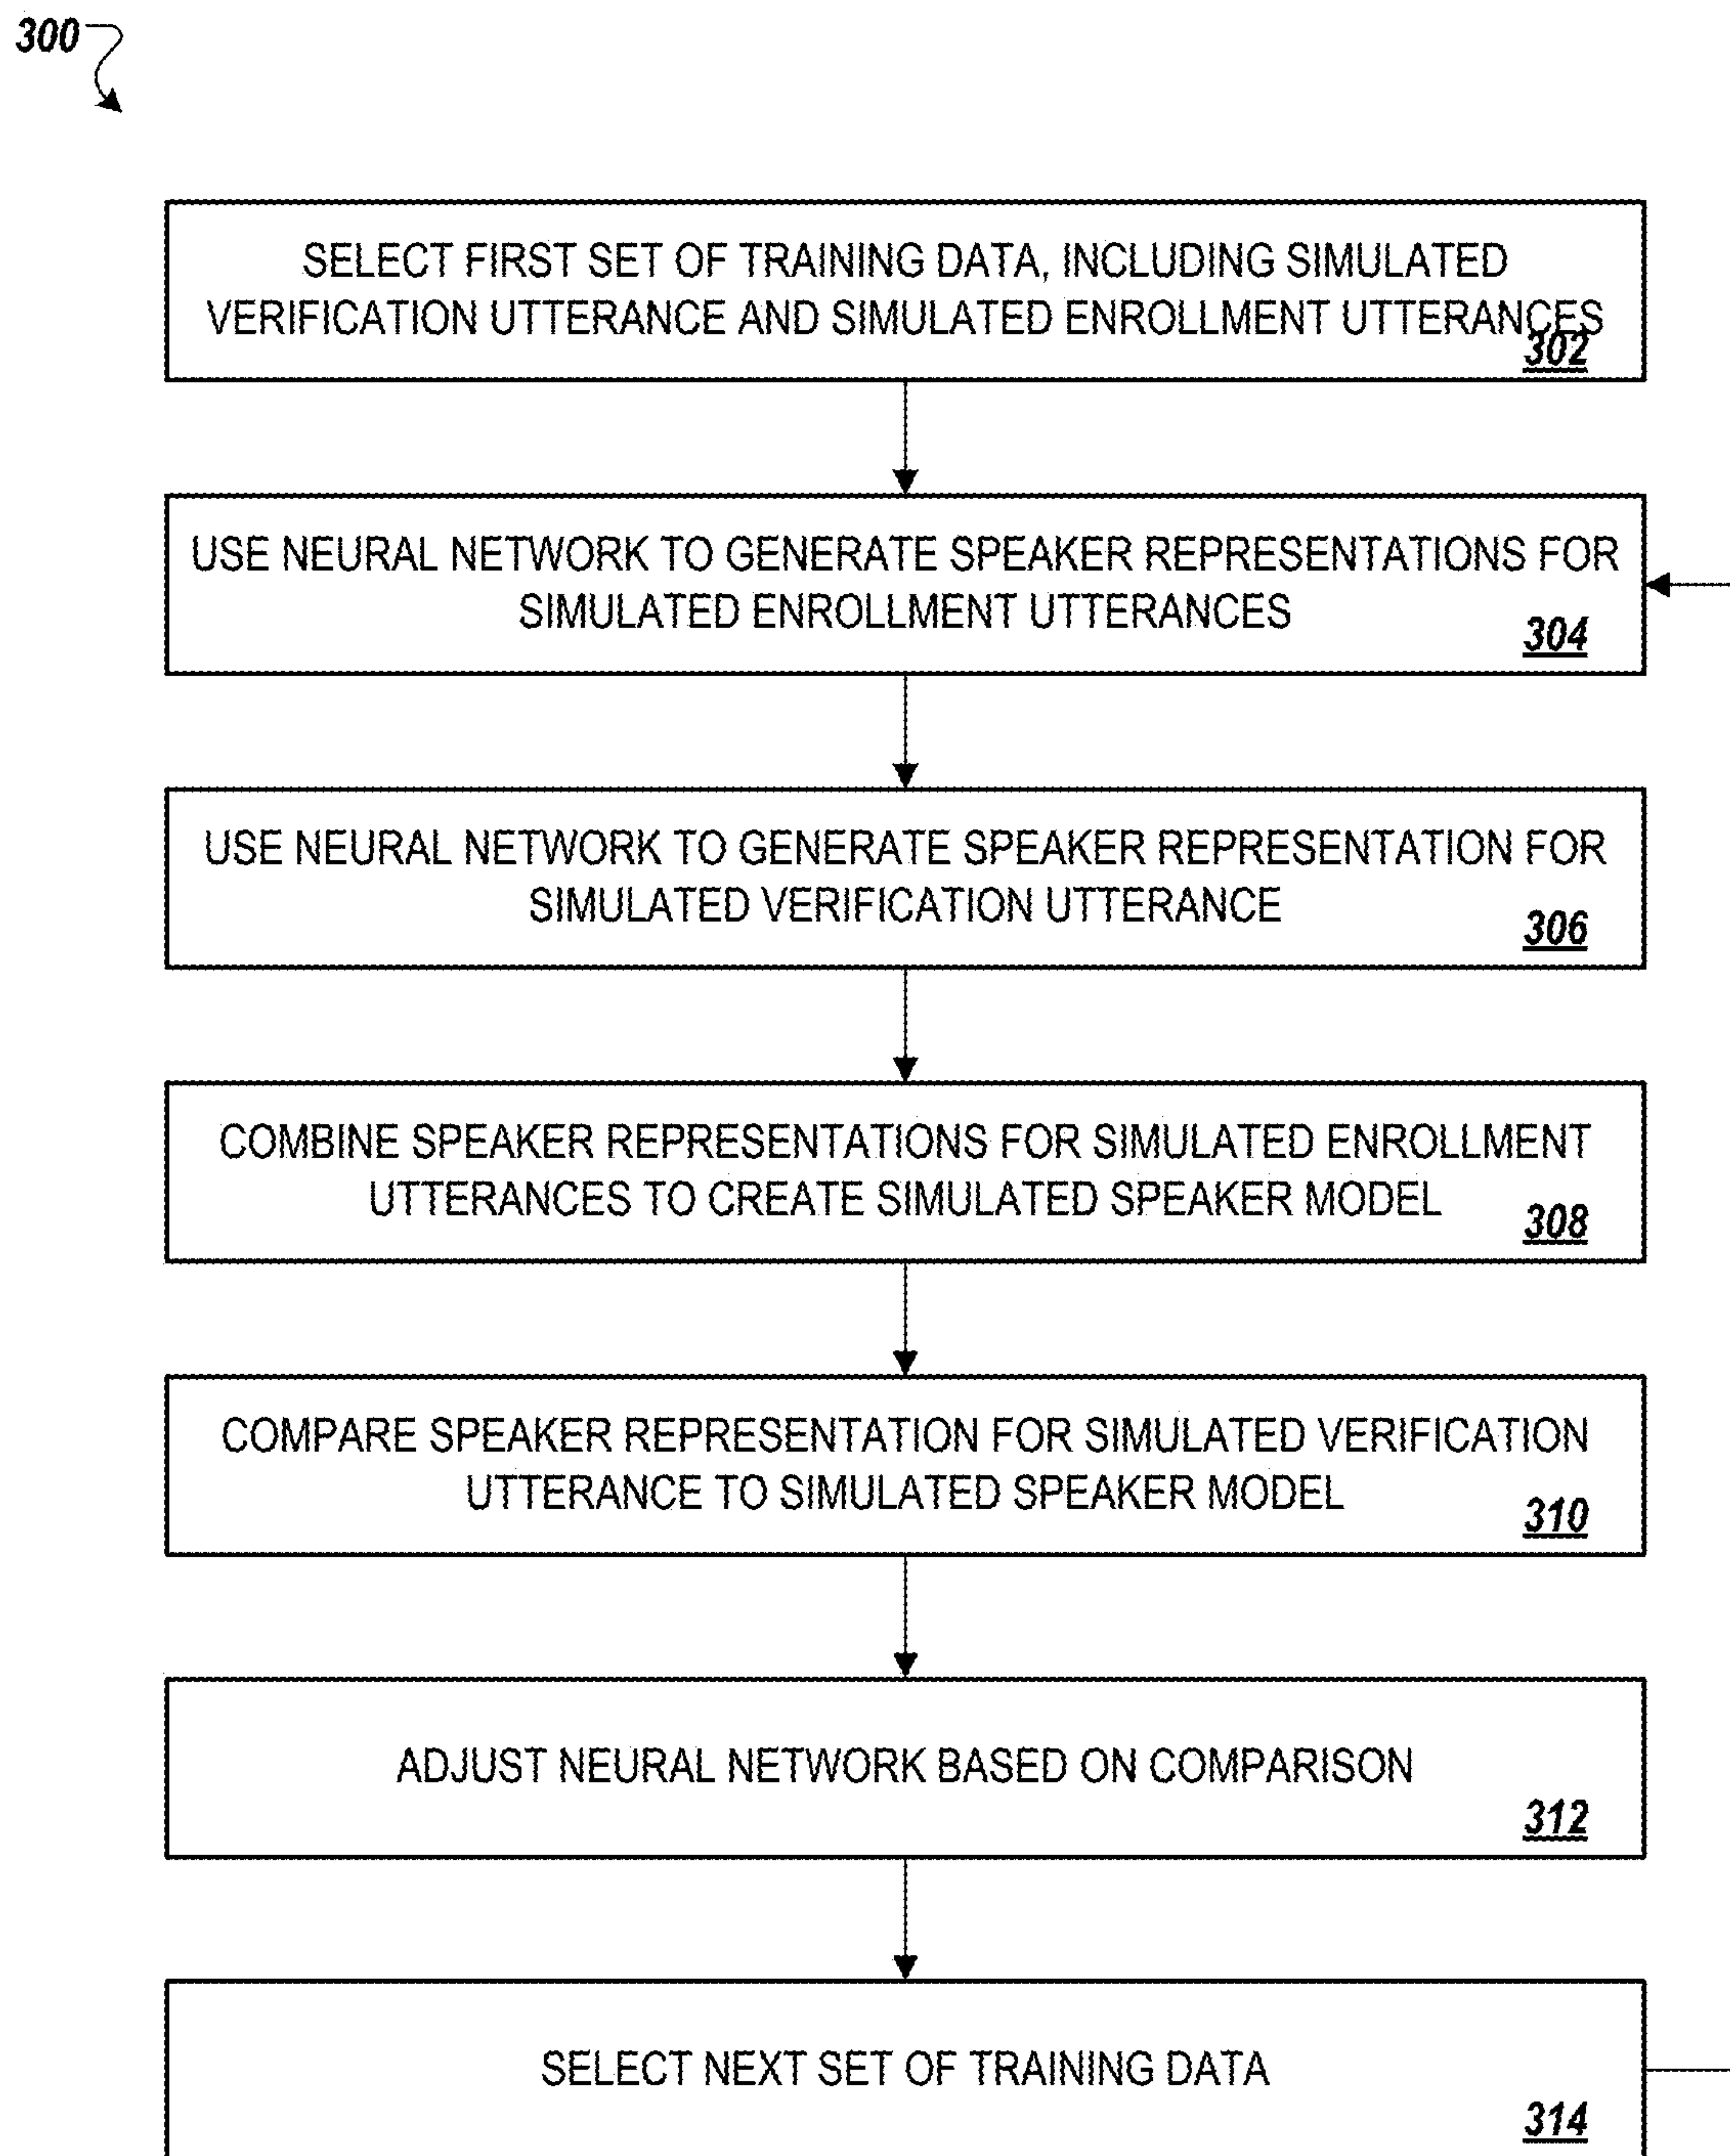 300
SELECT FIRST SET OF TRAINING DATA, INCLUDING SIMULATED
VERIFICATION UTTERANCE AND SIMULATED ENROLLMENT UTTERANCES
302
USE NEURAL NETWORK TO GENERATE SPEAKER REPRESENTATIONS FOR
SIMULATED ENROLLMENT UTTERANCES
304
USE NEURAL NETWORK TO GENERATE SPEAKER REPRESENTATION FOR
SIMULATED VERIFICATION UTTERANCE
306
COMBINE SPEAKER REPRESENTATIONS FOR SIMULATED ENROLLMENT
UTTERANCES TO CREATE SIMULATED SPEAKER MODEL
308
COMPARE SPEAKER REPRESENTATION FOR SIMULATED VERIFICATION
UTTERANCE TO SIMULATED SPEAKER MODEL
310
ADJUST NEURAL NETWORK BASED ON COMPARISON
312
SELECT NEXT SET OF TRAINING DATA
314